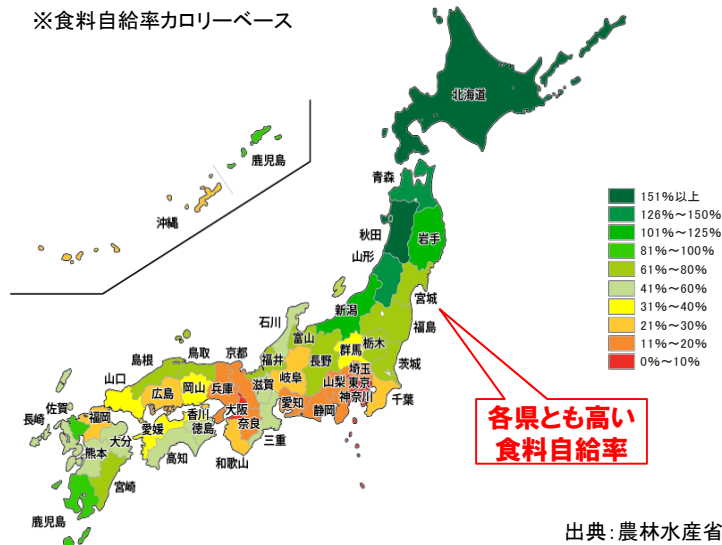 ※食料自給率カロリーベース
北海道
鹿児島
沖縄
青森
秋田
岩手
山形
宮城
新潟
福島
石川
富山
群馬
栃木
茨城
島根
鳥取
京都
福井
長野
埼玉
山口
広島
岡山
兵庫
滋賀
岐阜
山梨
東京
神奈川
千葉
長崎
佐賀
福岡
愛媛
香川
徳島
大阪
奈良
愛知
静岡
三重
大分
熊本
高知
和歌山
宮崎
鹿児島
151%以上
126%～150%
101%～125%
81%～100%
61%～80%
41%～60%
31%～40%
21%～30%
11%～20%
0%～10%
各県とも高い
食料自給率
出典:農林水産省